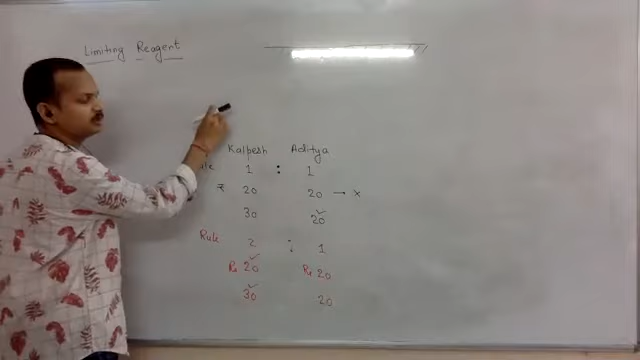 Limiting Reagent
Kalpesh Aditya
1 : 1
₹ 20 20 → x
30 20 ✓
Rule 2 : 1
Rs 20 ✓ Rs 20
30 ✓ 20